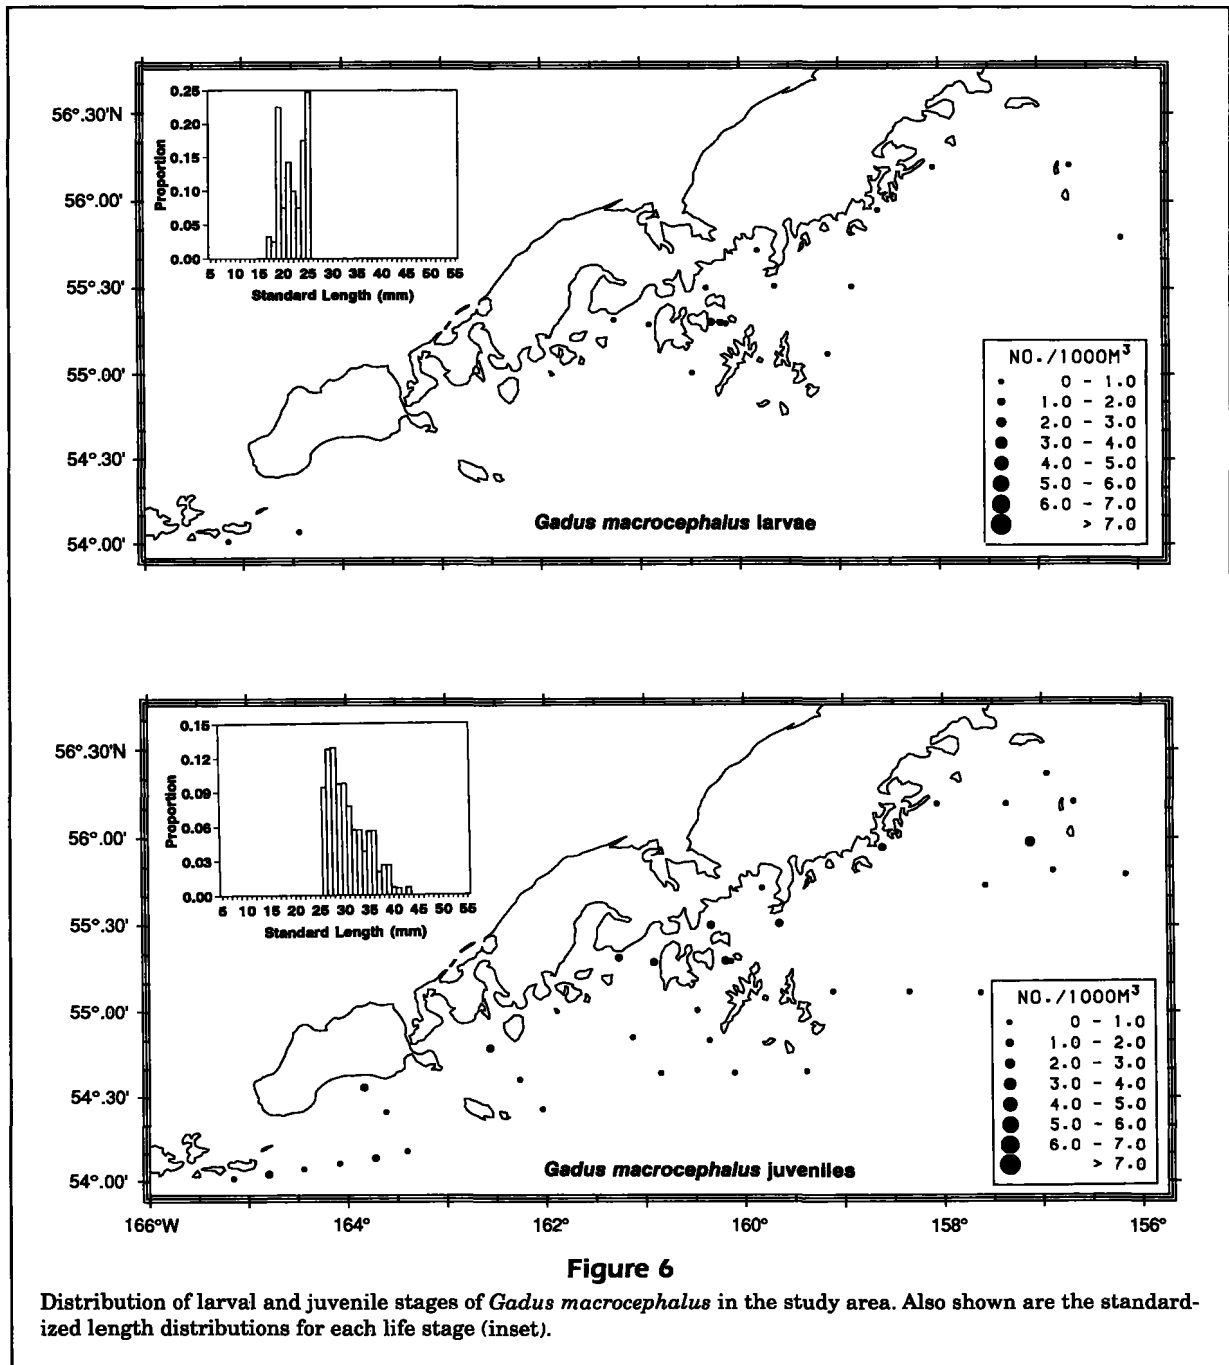 0.25
0.20
0.15
0.10
0.05
0.00
Proportion
5 10 15 20 25 30 35 40 45 50 55
Standard Length (mm)
56°.30'N
56°.00'
55°.30'
55°.00'
54°.30'
54°.00'
NO./1000M³
0 - 1.0
1.0 - 2.0
2.0 - 3.0
3.0 - 4.0
4.0 - 5.0
5.0 - 6.0
6.0 - 7.0
> 7.0
Gadus macrocephalus larvae
0.15
0.12
0.09
0.06
0.03
0.00
Proportion
5 10 15 20 25 30 35 40 45 50 55
Standard Length (mm)
56°.30'N
56°.00'
55°.30'
55°.00'
54°.30'
54°.00'
NO./1000M³
0 - 1.0
1.0 - 2.0
2.0 - 3.0
3.0 - 4.0
4.0 - 5.0
5.0 - 6.0
6.0 - 7.0
> 7.0
Gadus macrocephalus juveniles
166°W 164° 162° 160° 158° 156°
Figure 6
Distribution of larval and juvenile stages of Gadus macrocephalus in the study area. Also shown are the standard-
ized length distributions for each life stage (inset).